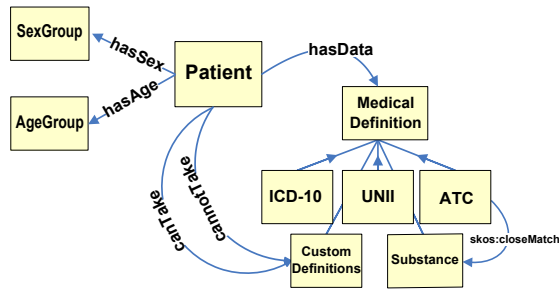 SexGroup
hasSex
Patient
hasData
hasAge
AgeGroup
Medical
Definition
ICD-10
UNII
ATC
canTake
cannotTake
skos:closeMatch
Custom
Definitions
Substance